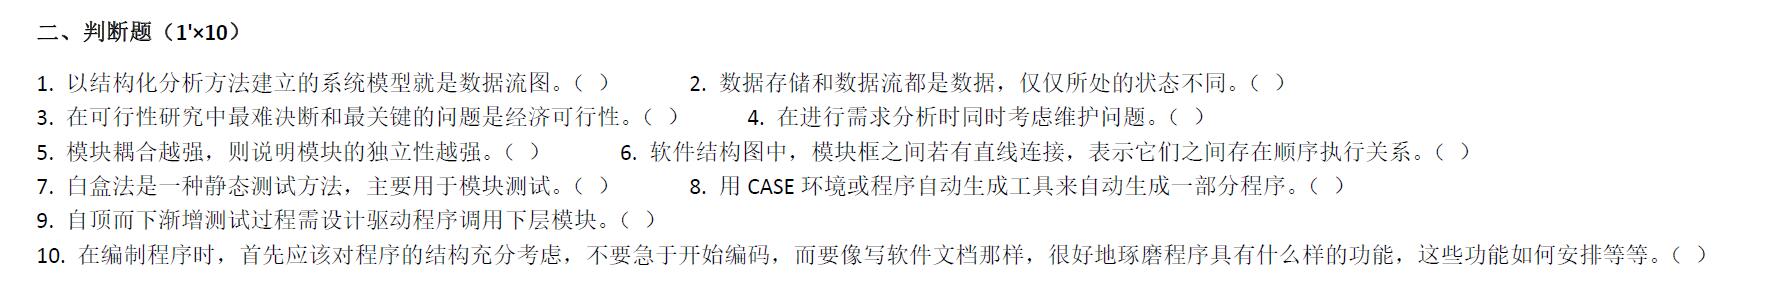 二、判断题（1'×10）
1. 以结构化分析方法建立的系统模型就是数据流图。（ ） 2. 数据存储和数据流都是数据，仅仅所处的状态不同。（ ）
3. 在可行性研究中最难决断和最关键的问题是经济可行性。（ ） 4. 在进行需求分析时同时考虑维护问题。（ ）
5. 模块耦合越强，则说明模块的独立性越强。（ ） 6. 软件结构图中，模块框之间若有直线连接，表示它们之间存在顺序执行关系。（ ）
7. 白盒法是一种静态测试方法，主要用于模块测试。（ ） 8. 用 CASE 环境或程序自动生成工具来自动生成一部分程序。（ ）
9. 自顶而下渐增测试过程需设计驱动程序调用下层模块。（ ）
10. 在编制程序时，首先应该对程序的结构充分考虑，不要急于开始编码，而要像写软件文档那样，很好地琢磨程序具有什么样的功能，这些功能如何安排等等。（ ）